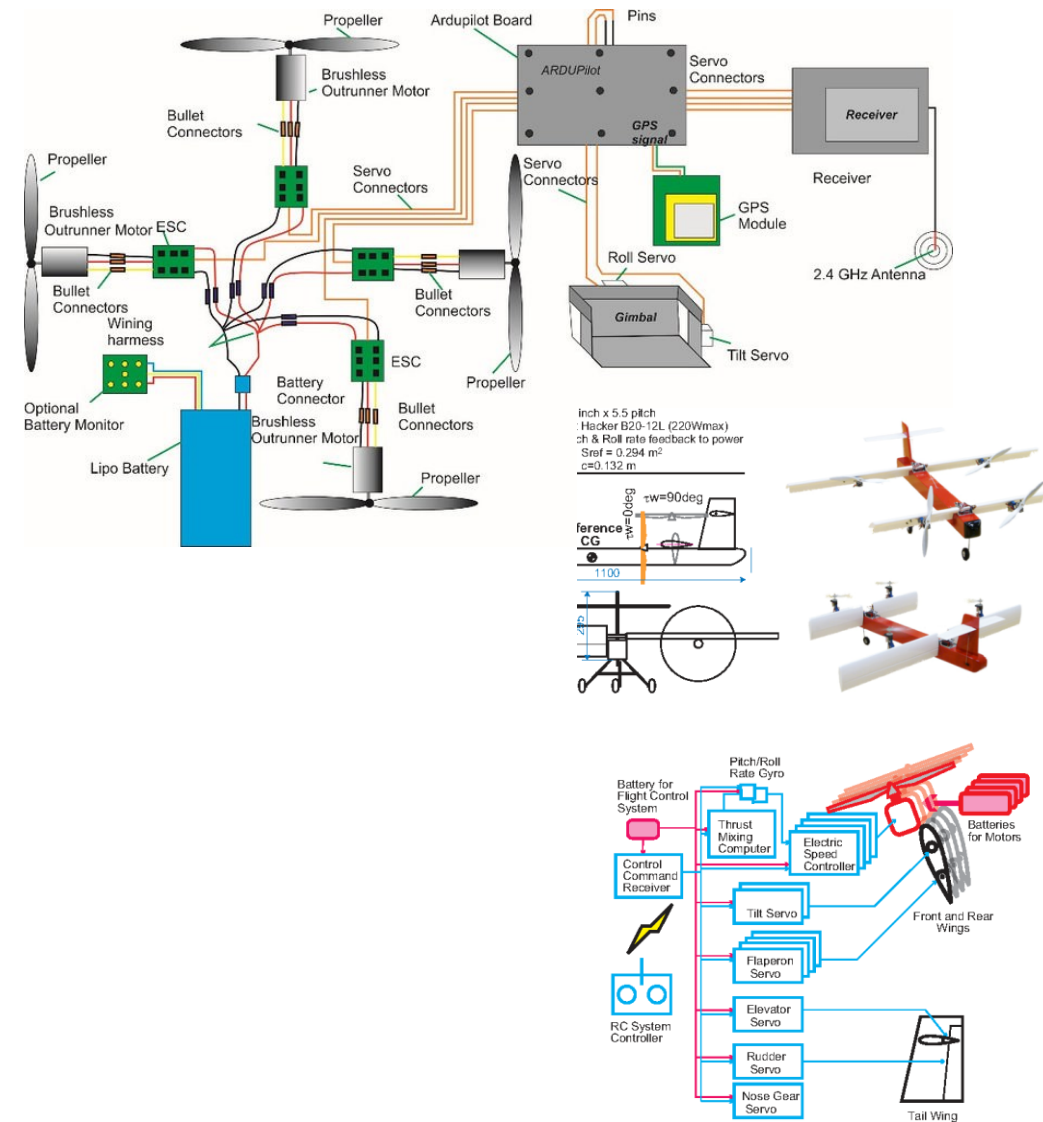 Propeller
Brushless
Outrunner Motor
Bullet
Connectors
Propeller
Brushless
Outrunner Motor
ESC
Bullet
Connectors
Wining
harness
Optional
Battery Monitor
Lipo Battery
Servo
Connectors
Battery
Connector
Brushless
Outrunner Motor
Bullet
Connectors
Propeller
ESC
Bullet
Connectors
Propeller
Ardupilot Board
Pins
ARDUPilot
GPS
signal
Servo
Connectors
Receiver
Receiver
Servo
Connectors
GPS
Module
2.4 GHz Antenna
Roll Servo
Gimbal
Tilt Servo
inch x 5.5 pitch
: Hacker B20-12L (220Wmax)
ch & Roll rate feedback to power
Sref = 0.294 m²
c=0.132 m
τw=0deg
τw=90deg
ference
CG
1100
Pitch/Roll
Rate Gyro
Battery for
Flight Control
System
Thrust
Mixing
Computer
Electric
Speed
Controller
Batteries
for Motors
Control
Command
Receiver
Tilt Servo
Front and Rear
Wings
Flaperon
Servo
RC System
Controller
Elevator
Servo
Rudder
Servo
Nose Gear
Servo
Tail Wing